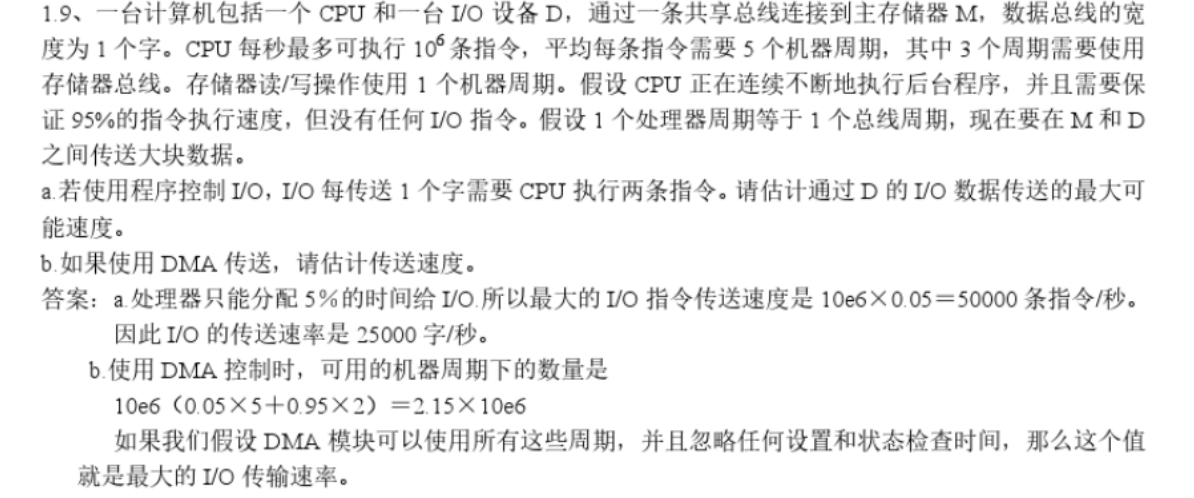 1.9、一台计算机包括一个 CPU 和一台 I/O 设备 D，通过一条共享总线连接到主存储器 M，数据总线的宽
度为 1 个字。CPU 每秒最多可执行 10⁶ 条指令，平均每条指令需要 5 个机器周期，其中 3 个周期需要使用
存储器总线。存储器读/写操作使用 1 个机器周期。假设 CPU 正在连续不断地执行后台程序，并且需要保
证 95%的指令执行速度，但没有任何 I/O 指令。假设 1 个处理器周期等于 1 个总线周期，现在要在 M 和 D
之间传送大块数据。
a.若使用程序控制 I/O，I/O 每传送 1 个字需要 CPU 执行两条指令。请估计通过 D 的 I/O 数据传送的最大可
能速度。
b.如果使用 DMA 传送，请估计传送速度。
答案：a.处理器只能分配 5％的时间给 I/O.所以最大的 I/O 指令传送速度是 10e6×0.05＝50000 条指令/秒。
因此 I/O 的传送速率是 25000 字/秒。
b.使用 DMA 控制时，可用的机器周期下的数量是
10e6（0.05×5＋0.95×2）＝2.15×10e6
如果我们假设 DMA 模块可以使用所有这些周期，并且忽略任何设置和状态检查时间，那么这个值
就是最大的 I/O 传输速率。